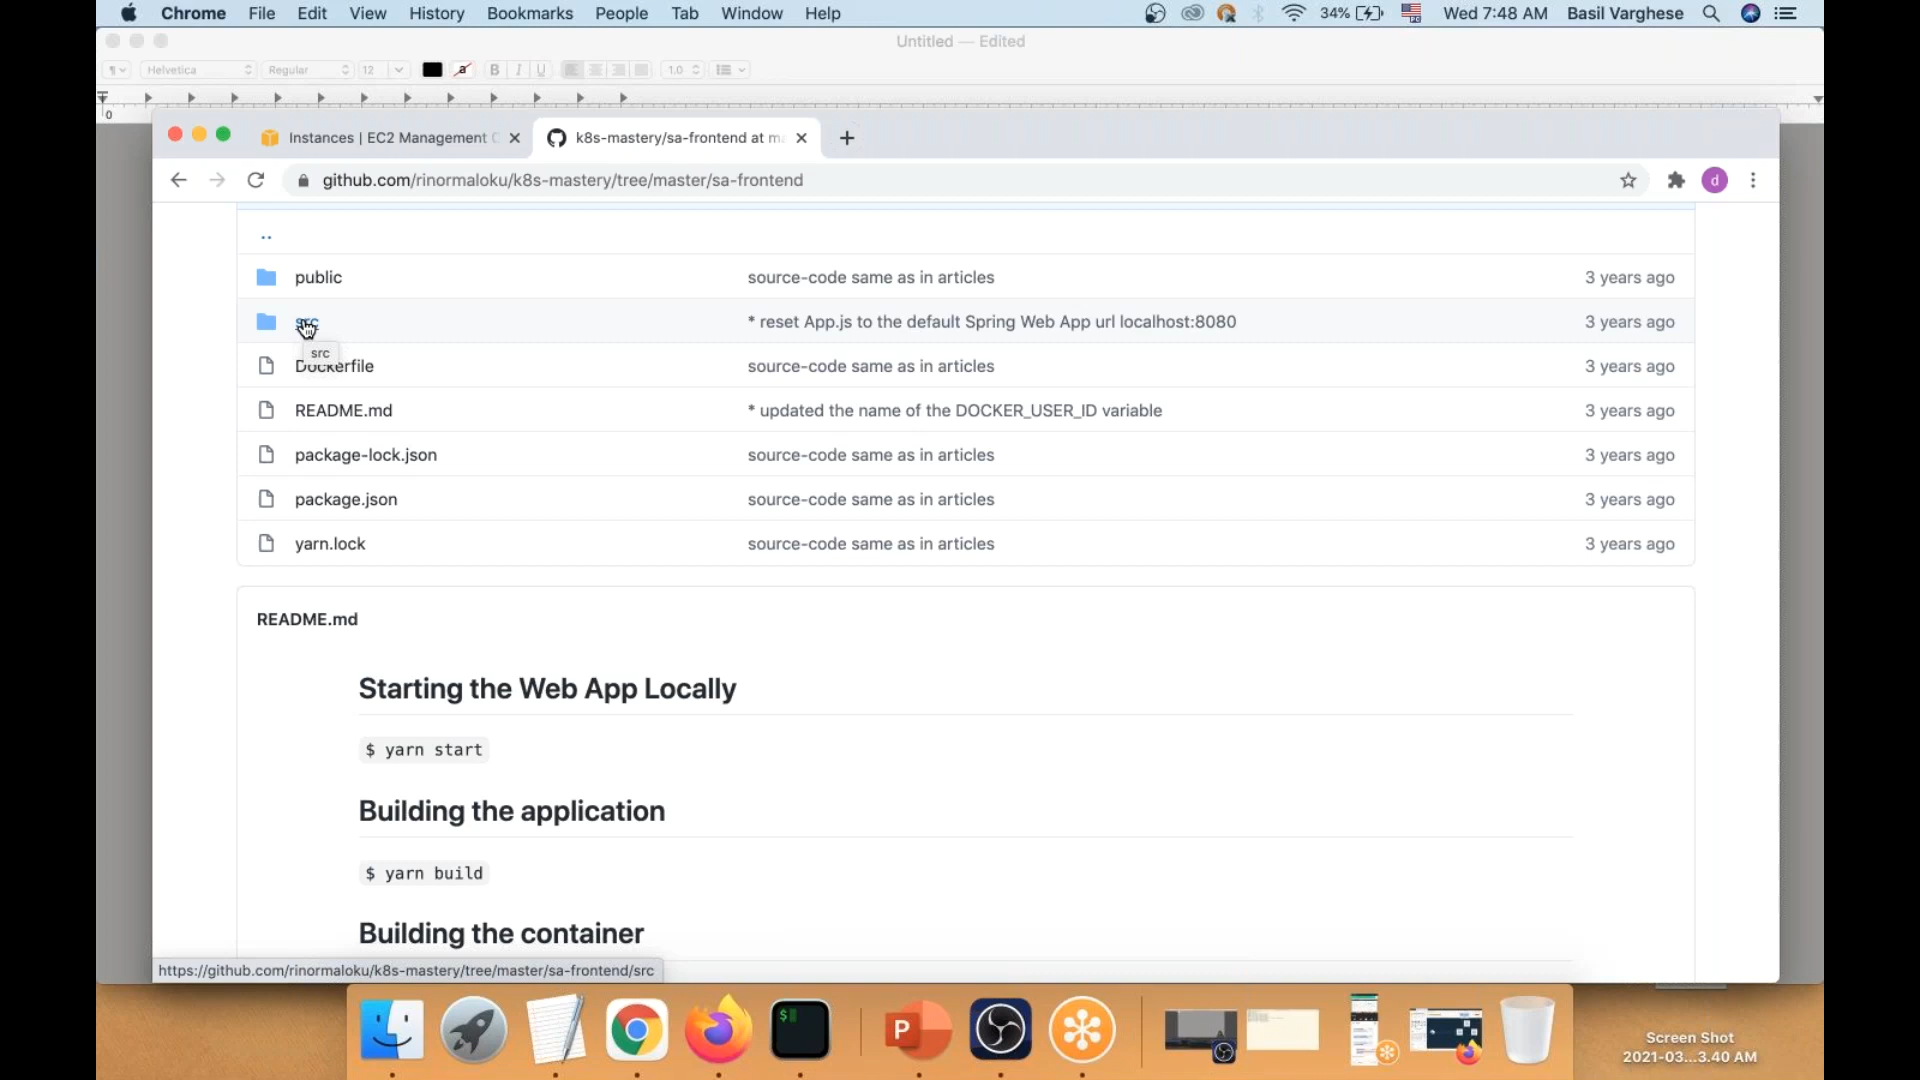 Chrome File Edit View History Bookmarks People Tab Window Help 34% Wed 7:48 AM Basil Varghese
Untitled — Edited
Helvetica Regular 12 a B I U 1.0
0
Instances | EC2 Management C
k8s-mastery/sa-frontend at ma
github.com/rinormaloku/k8s-mastery/tree/master/sa-frontend d
..
public source-code same as in articles 3 years ago
src * reset App.js to the default Spring Web App url localhost:8080 3 years ago
src
Dockerfile source-code same as in articles 3 years ago
README.md * updated the name of the DOCKER_USER_ID variable 3 years ago
package-lock.json source-code same as in articles 3 years ago
package.json source-code same as in articles 3 years ago
yarn.lock source-code same as in articles 3 years ago
README.md
Starting the Web App Locally
$ yarn start
Building the application
$ yarn build
Building the container
https://github.com/rinormaloku/k8s-mastery/tree/master/sa-frontend/src
$
P
Screen Shot
2021-03...3.40 AM